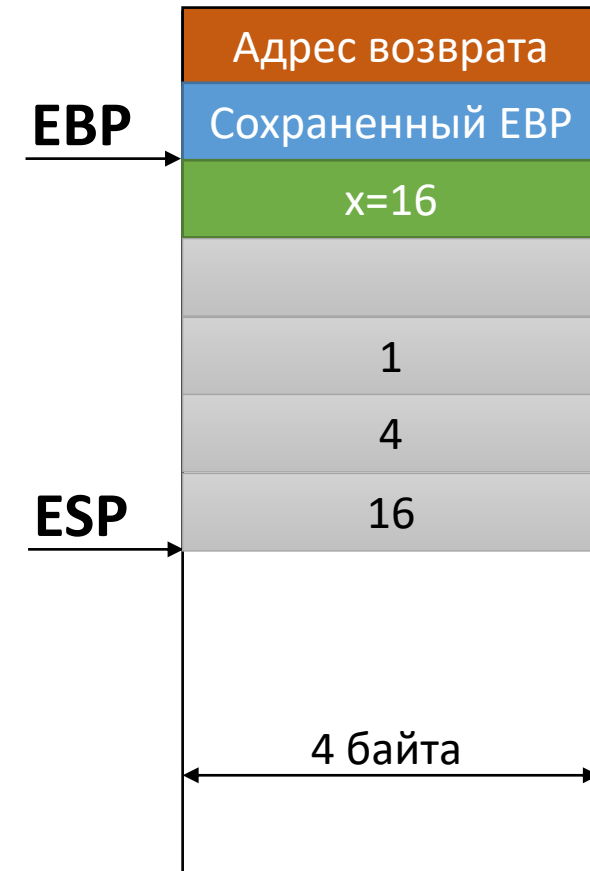 Адрес возврата
EBP
Сохраненный EBP
x=16
1
4
ESP
16
4 байта